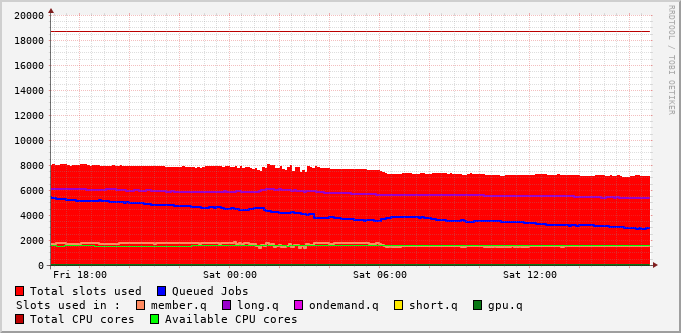 20000
18000
16000
14000
12000
10000
8000
6000
4000
2000
0
Fri 18:00 Sat 00:00 Sat 06:00 Sat 12:00
Total slots used Queued Jobs
Slots used in : member.q long.q ondemand.q short.q gpu.q
Total CPU cores Available CPU cores
RRDTOOL / TOBI OETIKER